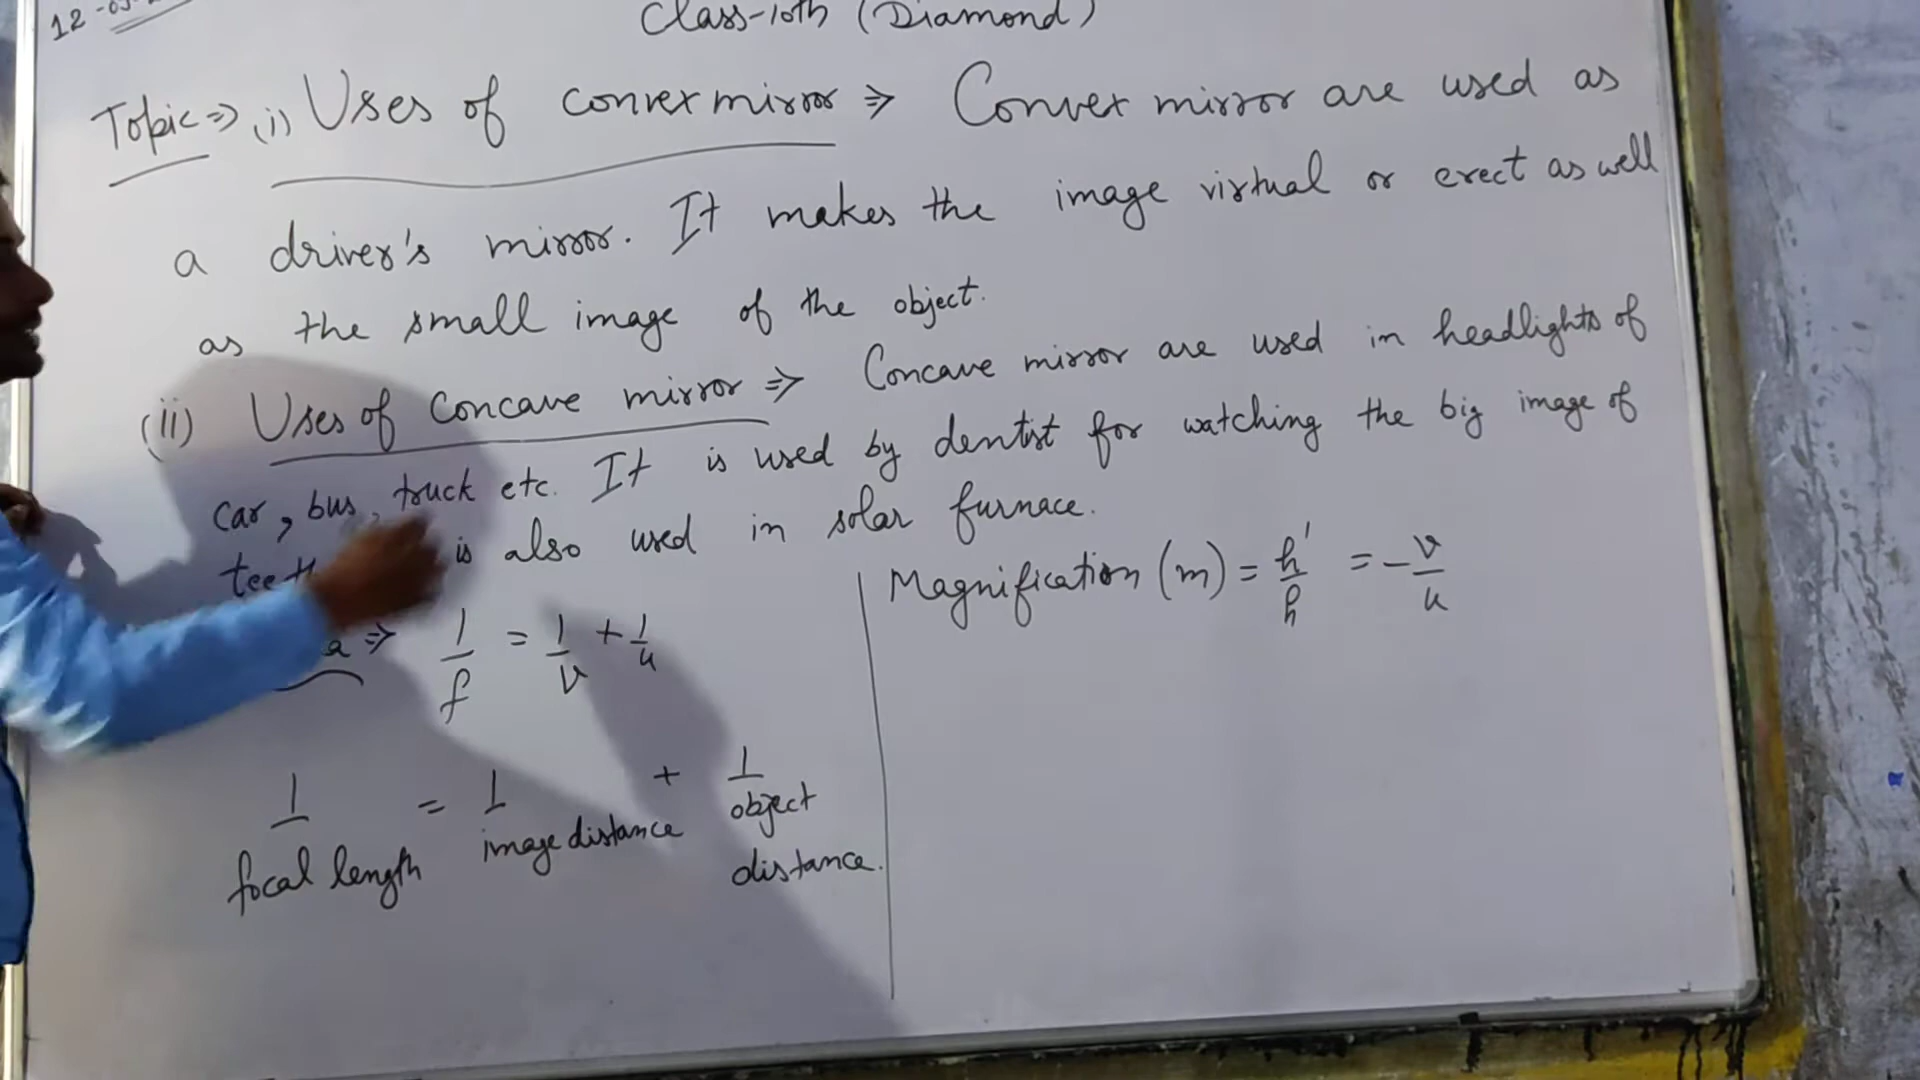 12
Class-10th (Diamond)
Topic ⇒ (i) Uses of convex mirror ⇒ Convex mirror are used as
a driver's mirror. It makes the image virtual or erect as well
as the small image of the object.
(ii) Uses of Concave mirror ⇒ Concave mirror are used in headlights of
car, bus, truck etc. It is used by dentist for watching the big image of
is also used in solar furnace.
⇒ 1/f = 1/v + 1/u
1/focal length = 1/image distance + 1/object distance.
Magnification (m) = h'/h = -v/u